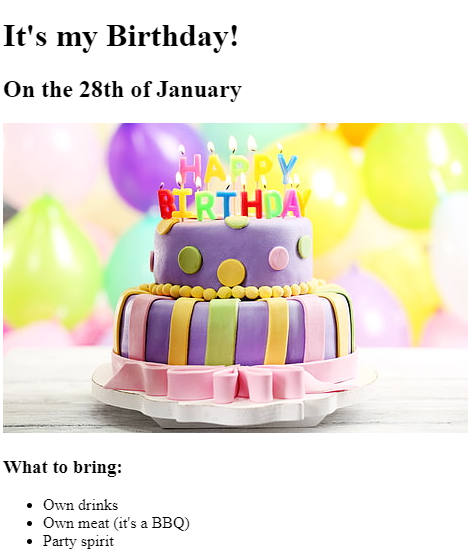 It's my Birthday!
On the 28th of January
HAPPY
BIRTHDAY
What to bring:
Own drinks
Own meat (it's a BBQ)
Party spirit